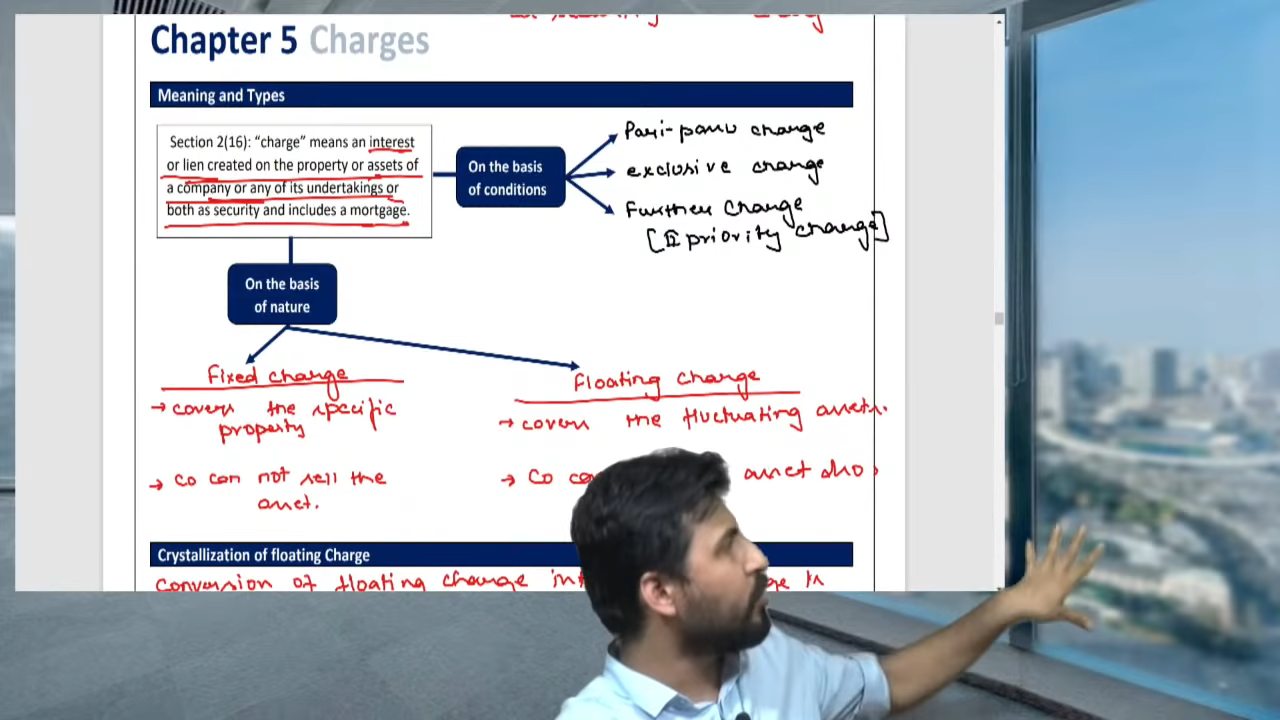 Chapter 5 Charges
Meaning and Types
Section 2(16): “charge” means an interest
or lien created on the property or assets of
a company or any of its undertakings or
both as security and includes a mortgage.
On the basis
of conditions
Pari-passu charge
exclusive charge
Further charge
[II priority change]
On the basis
of nature
Fixed charge
→ covers the specific
property
→ co can not sell the
asset.
Floating charge
→ covers the fluctuating assets.
→ Co asset also
Crystallization of floating Charge
conversion of floating charge